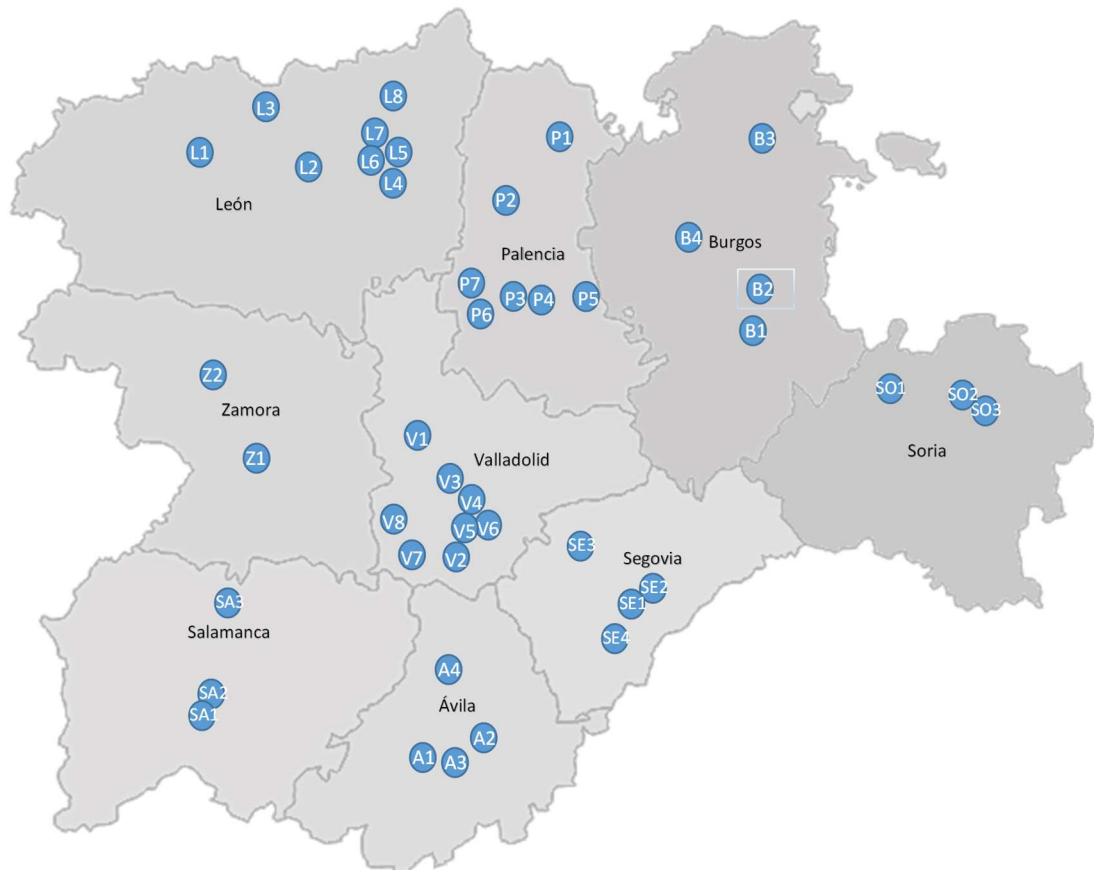 L8
L3
L7
P1
B3
L1
L2
L6
L5
L4
León
P2
B4
Burgos
Palencia
P7
P3
P4
P5
P6
B2
B1
Z2
Zamora
SO1
SO2
SO3
Soria
V1
Valladolid
Z1
V3
V4
V8
V5
V6
V7
V2
SE3
Segovia
SE2
SE1
SE4
SA3
Salamanca
SA2
SA1
A4
Ávila
A2
A1
A3